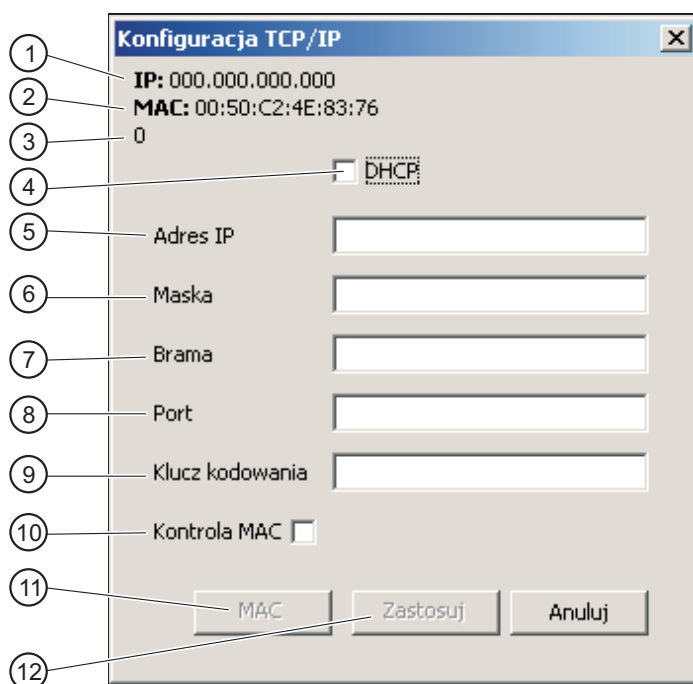 Konfiguracja TCP/IP
1
IP: 000.000.000.000
2
MAC: 00:50:C2:4E:83:76
3
0
4
DHCP
5
Adres IP
6
Maska
7
Brama
8
Port
9
Klucz kodowania
10
Kontrola MAC
11
MAC
Zastosuj
Anuluj
12